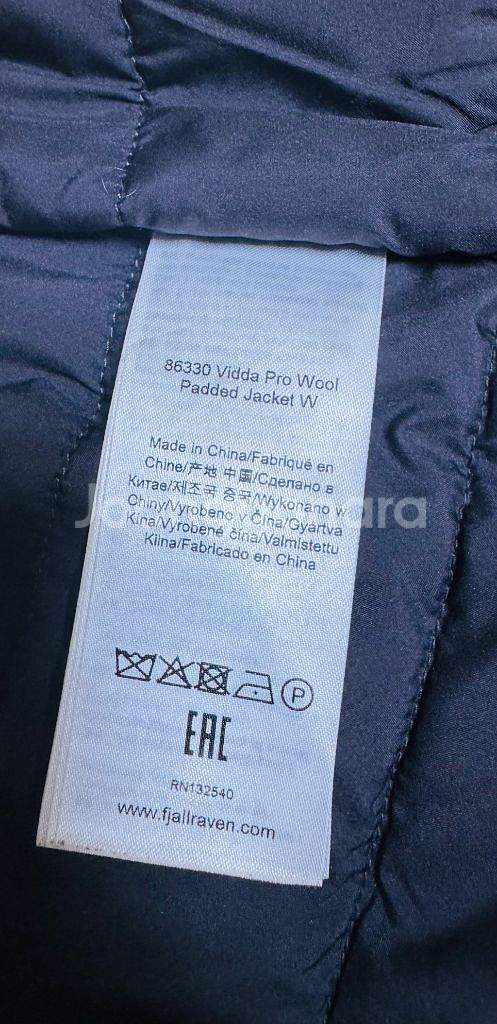 86330 Vidda Pro Wool
Padded Jacket W
Made in China/Fabriqué en
Chine/产地 中国/Сделано в
Китае/제조국 중국/Wykonano w
Chiny/Vyrobeno v Čína/Gyártva
Kína/Vyrobené čína/Valmistettu
Kiina/Fabricado en China
P
EAC
RN132540
www.fjallraven.com